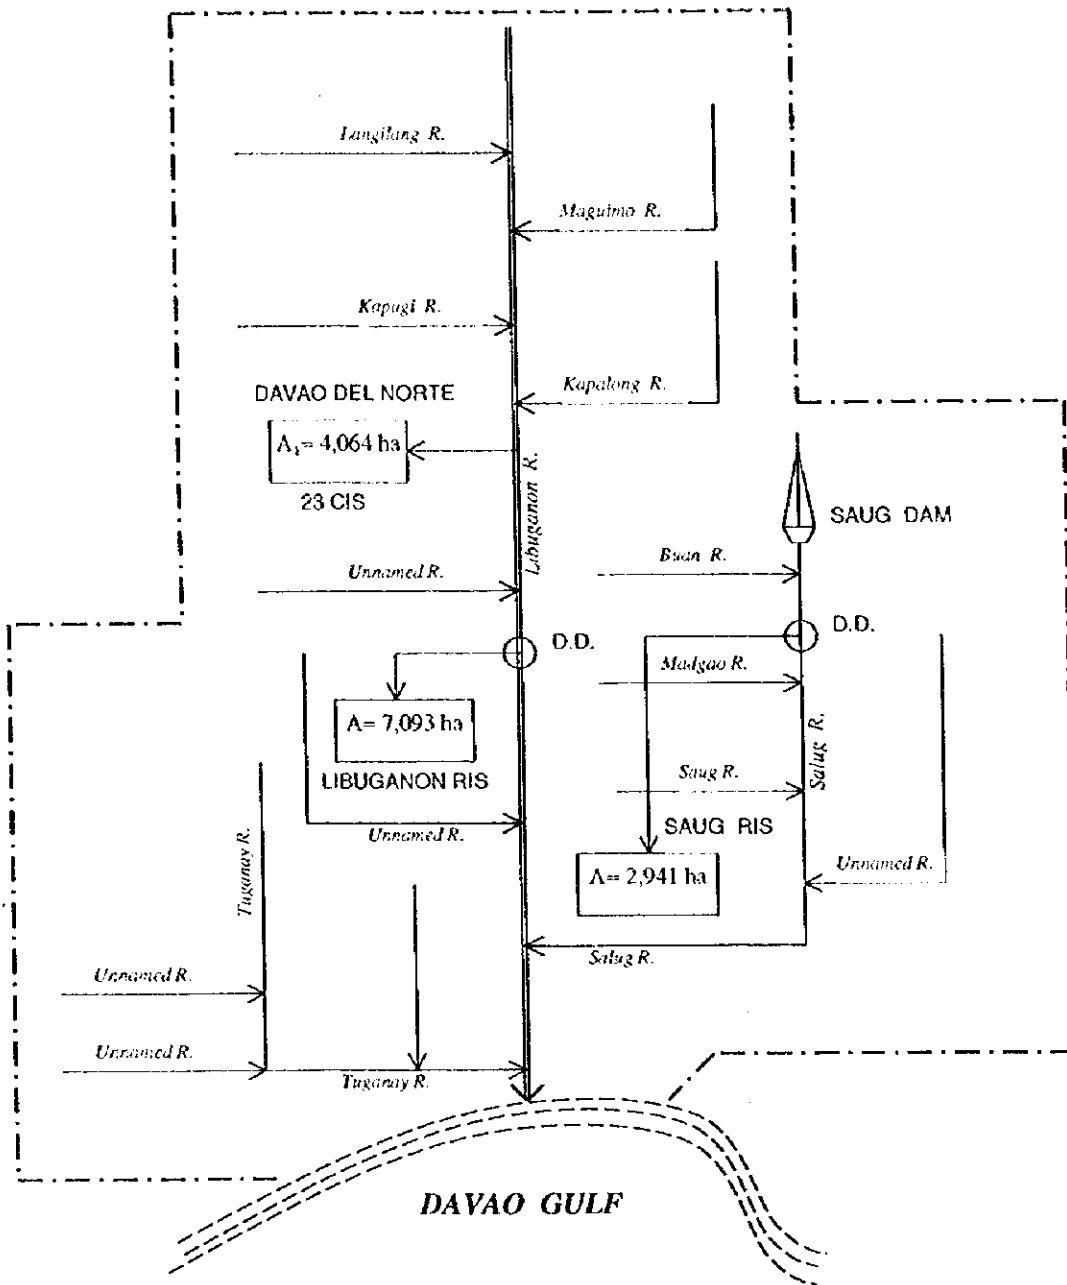 Langilang R.
Maguimo R.
Kapugi R.
Kapalong R.
DAVAO DEL NORTE
A₁= 4,064 ha
23 CIS
Libuganon R.
SAUG DAM
Buan R.
Unnamed R.
D.D.
D.D.
Madgao R.
A= 7,093 ha
LIBUGANON RIS
Salug R.
Saug R.
Unnamed R.
SAUG RIS
Tuganay R.
A= 2,941 ha
Unnamed R.
Salug R.
Unnamed R.
Unnamed R.
Tuganay R.
DAVAO GULF